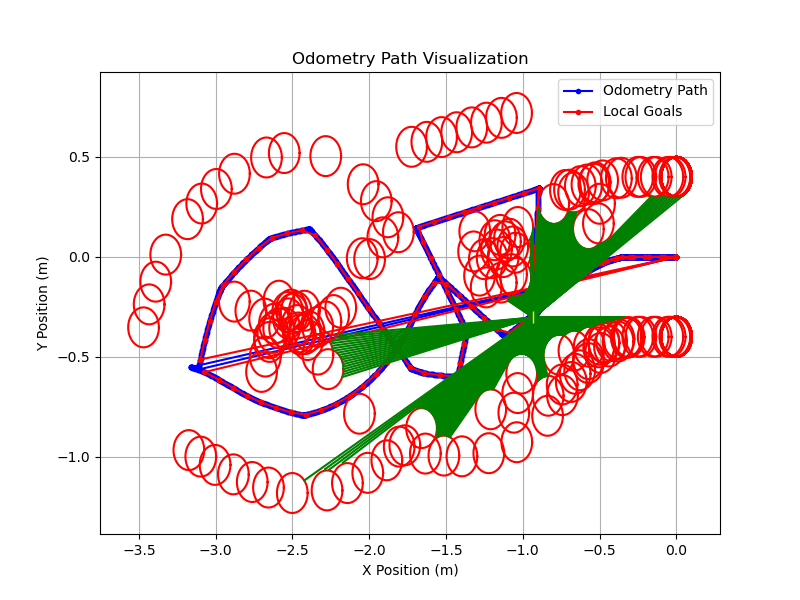 Odometry Path Visualization
Odometry Path
Local Goals
Y Position (m)
0.5
0.0
−0.5
−1.0
−3.5 −3.0 −2.5 −2.0 −1.5 −1.0 −0.5 0.0
X Position (m)